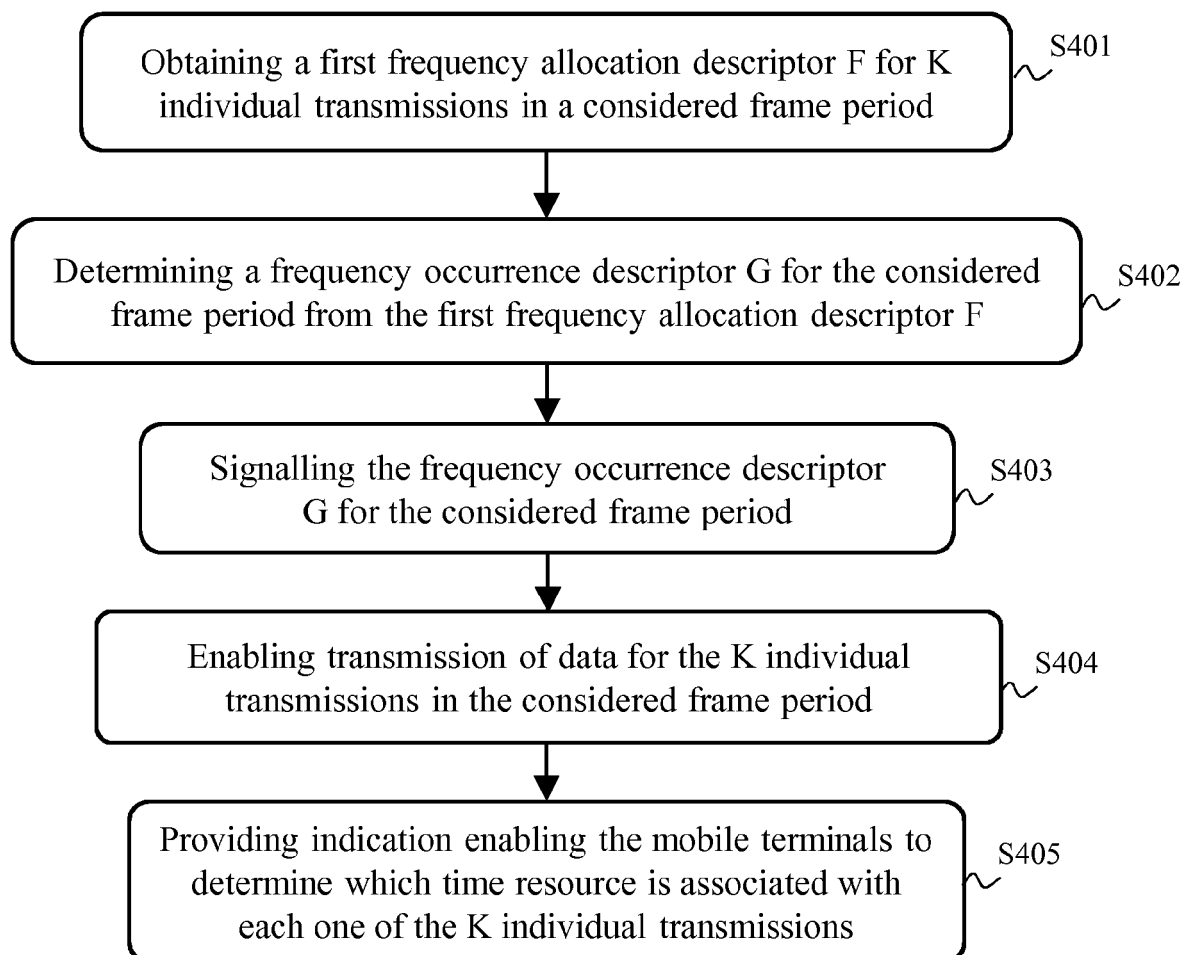 Obtaining a first frequency allocation descriptor F for K
individual transmissions in a considered frame period
S401
Determining a frequency occurrence descriptor G for the considered
frame period from the first frequency allocation descriptor F
S402
Signalling the frequency occurrence descriptor
G for the considered frame period
S403
Enabling transmission of data for the K individual
transmissions in the considered frame period
S404
Providing indication enabling the mobile terminals to
determine which time resource is associated with
each one of the K individual transmissions
S405